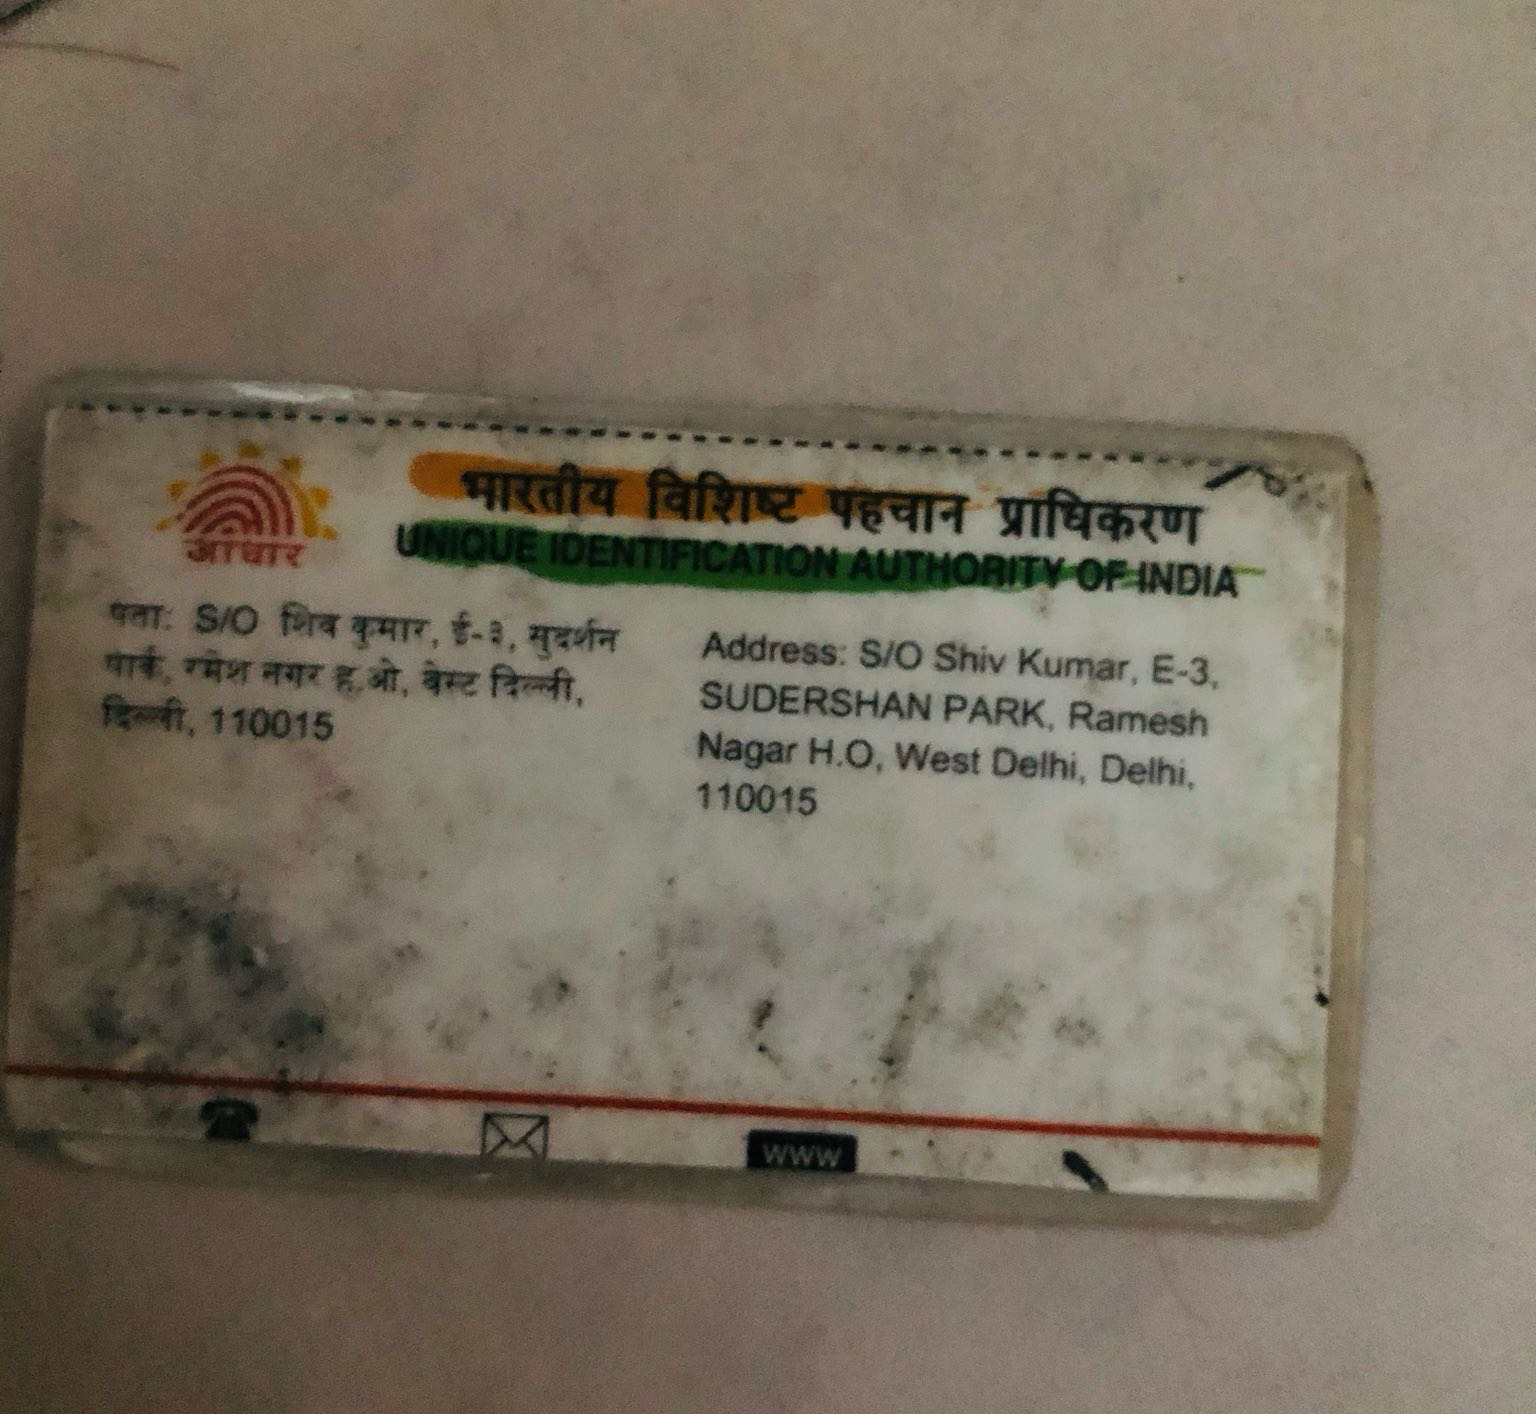 भारतीय विशिष्ट पहचान प्राधिकरण
UNIQUE IDENTIFICATION AUTHORITY OF INDIA
आधार
पता: S/O शिव कुमार, ई-३, सुदर्शन
पार्क, रमेश नगर ह.ओ, वेस्ट दिल्ली,
दिल्ली, 110015
Address: S/O Shiv Kumar, E-3,
SUDERSHAN PARK, Ramesh
Nagar H.O, West Delhi, Delhi,
110015
www